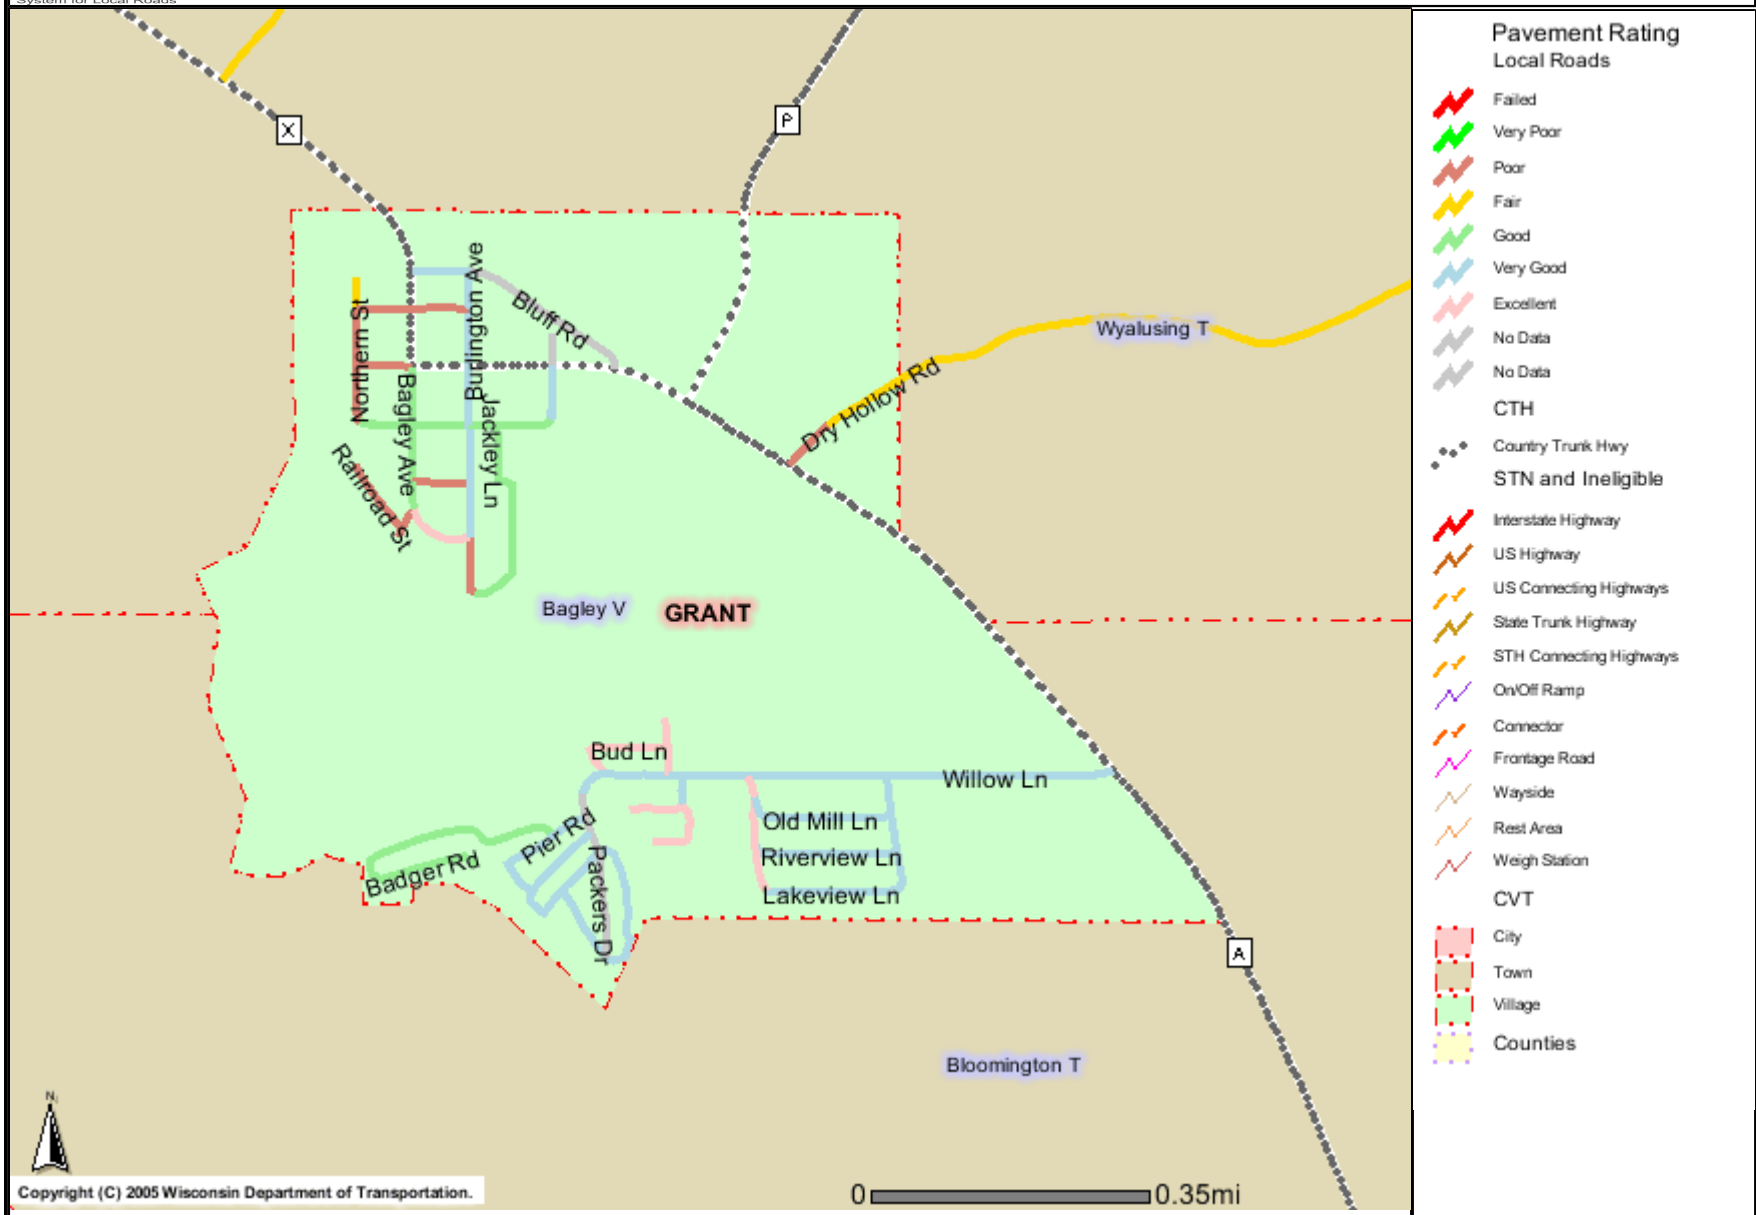 System for Local Roads
X
P
Northern St
Burlington Ave
Bluff Rd
Bagley Ave
Jackley Ln
Railroad St
Dry Hollow Rd
Wyalusing T
Bagley V
GRANT
Bud Ln
Willow Ln
Pier Rd
Old Mill Ln
Badger Rd
Packers Dr
Riverview Ln
Lakeview Ln
A
Bloomington T
N
Copyright (C) 2005 Wisconsin Department of Transportation.
0 0.35mi
Pavement Rating
Local Roads
Failed
Very Poor
Poor
Fair
Good
Very Good
Excellent
No Data
No Data
CTH
Country Trunk Hwy
STN and Ineligible
Interstate Highway
US Highway
US Connecting Highways
State Trunk Highway
STH Connecting Highways
On/Off Ramp
Connector
Frontage Road
Wayside
Rest Area
Weigh Station
CVT
City
Town
Village
Counties